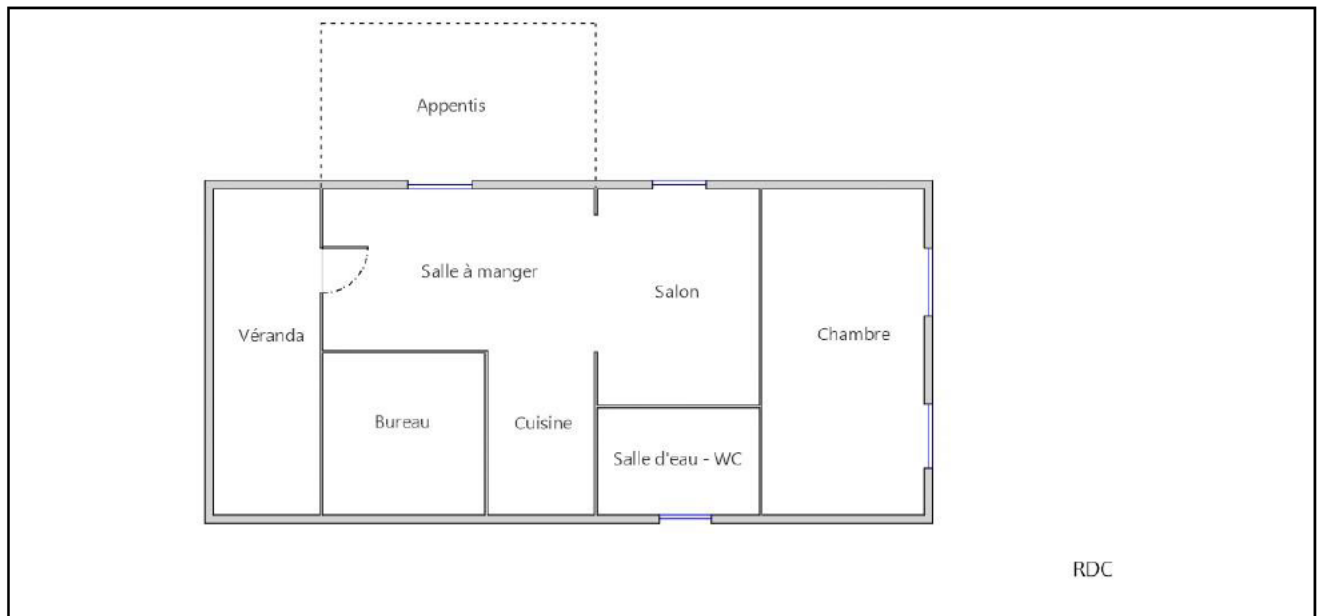 Appentis
Salle à manger
Salon
Véranda
Chambre
Bureau
Cuisine
Salle d'eau - WC
RDC